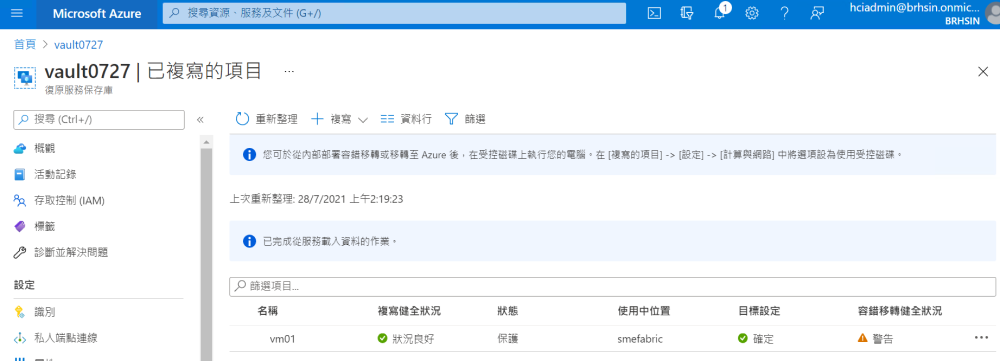 Microsoft Azure
搜尋資源、服務及文件 (G+/)
1
hciadmin@brhsin.onmic...
BRHSIN
首頁 > vault0727
vault0727 | 已複寫的項目 ...
復原服務保存庫
搜尋 (Ctrl+/)
重新整理 複寫 資料行 篩選
您可於從內部部署容錯移轉或移轉至 Azure 後，在受控磁碟上執行您的電腦。在 [複寫的項目] -> [設定] -> [計算與網路] 中將選項設為使用受控磁碟。
上次重新整理: 28/7/2021 上午2:19:23
已完成從服務載入資料的作業。
概觀
活動記錄
存取控制 (IAM)
標籤
診斷並解決問題
設定
識別
私人端點連線
篩選項目...
名稱 複寫健全狀況 狀態 使用中位置 目標設定 容錯移轉健全狀況
vm01 狀況良好 保護 smefabric 確定 警告 ...